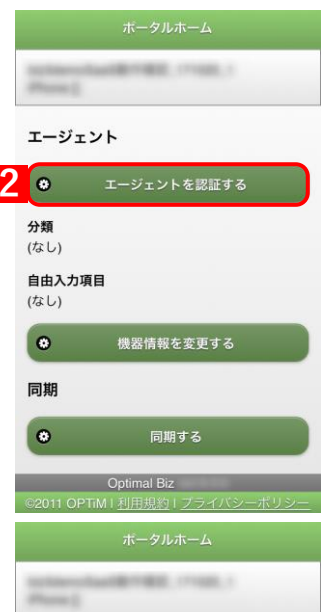 ポータルホーム
エージェント
2
エージェントを認証する
分類
(なし)
自由入力項目
(なし)
機器情報を変更する
同期
同期する
Optimal Biz
©2011 OPTiM | 利用規約 | プライバシーポリシー
ポータルホーム